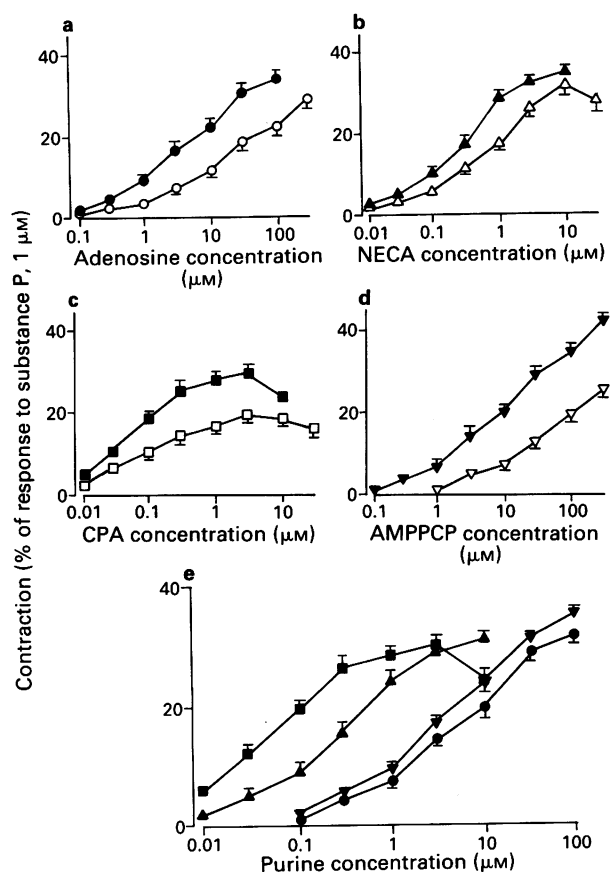 a
40
20
0
0.1 1 10 100
Adenosine concentration
(μM)
b
40
20
0
0.01 0.1 1 10
NECA concentration (μM)
c
40
20
0
0.01 0.1 1 10
CPA concentration (μM)
d
40
20
0
0.1 1 10 100
AMPPCP concentration
(μM)
Contraction (% of response to substance P, 1 μM)
e
40
20
0
0.01 0.1 1 10 100
Purine concentration (μM)